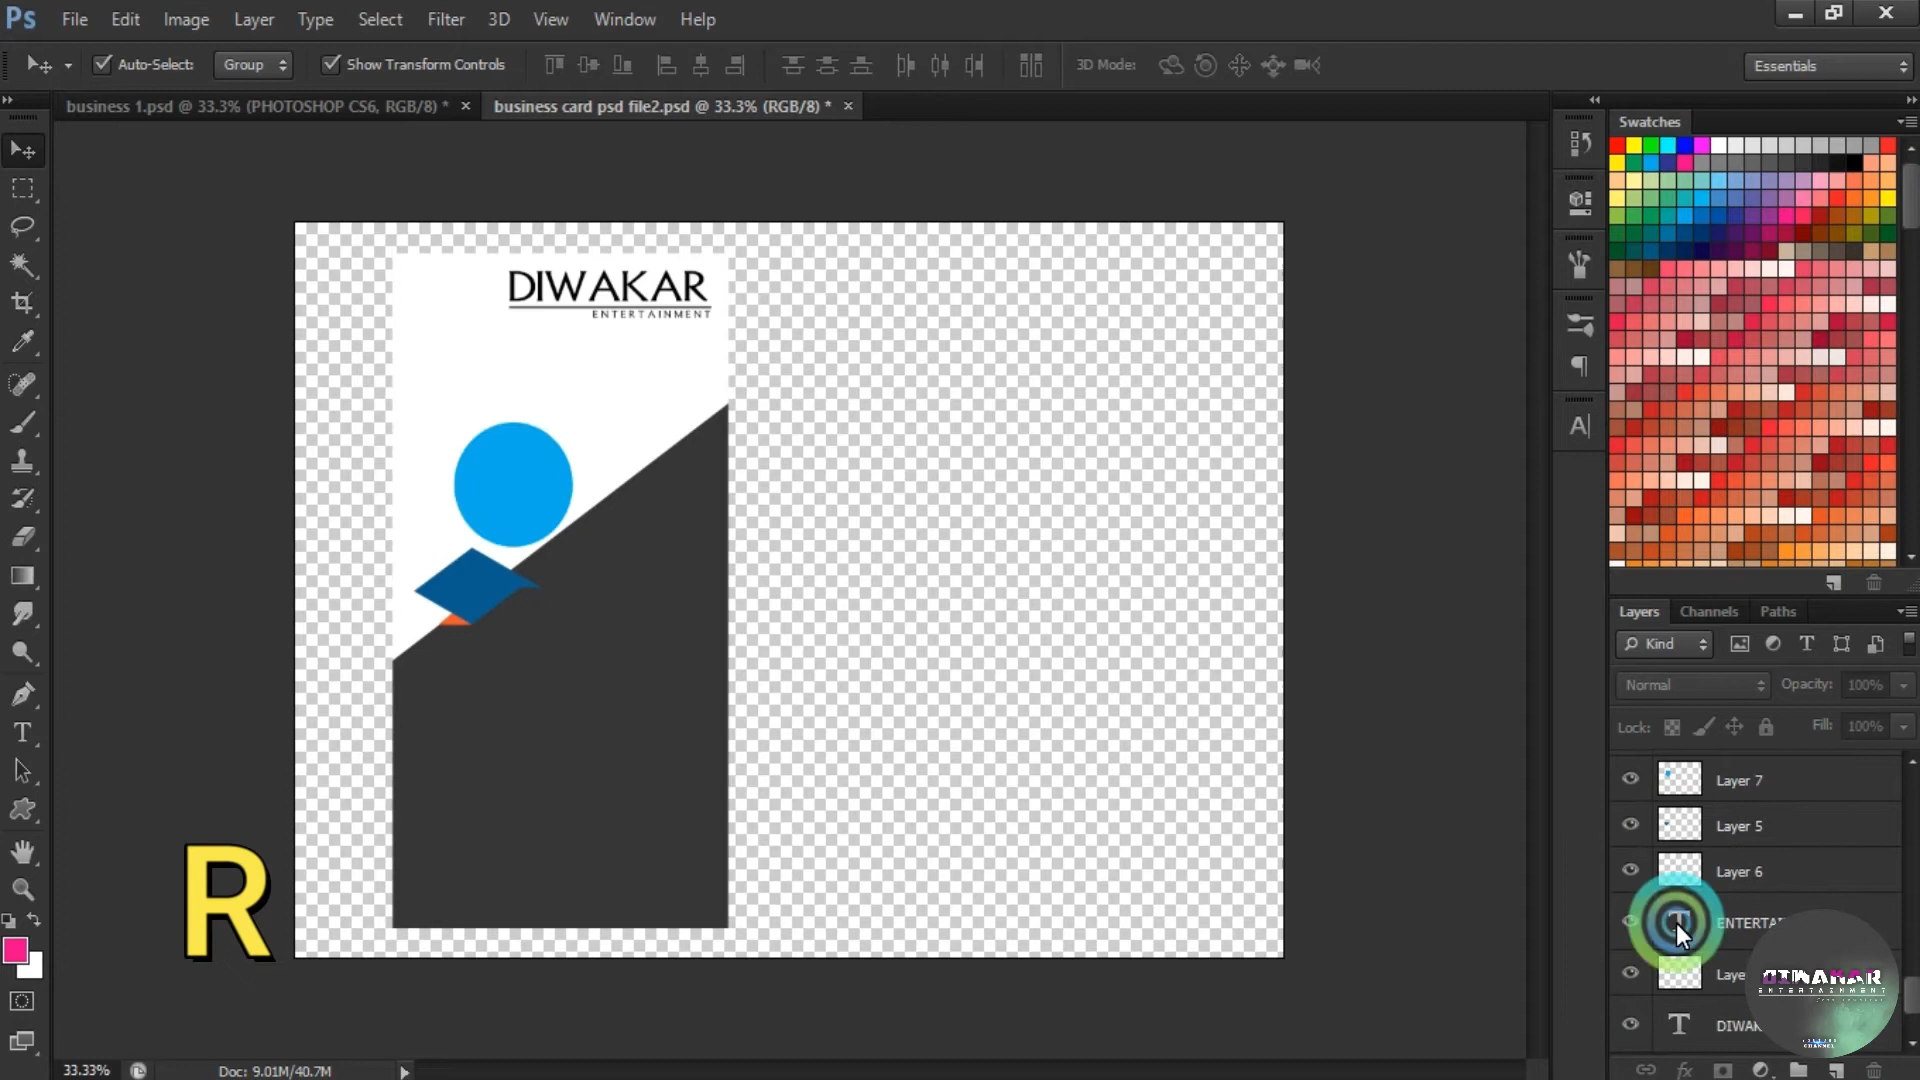 Ps File Edit Image Layer Type Select Filter 3D View Window Help
Auto-Select: Group Show Transform Controls 3D Mode: Essentials
business 1.psd @ 33.3% (PHOTOSHOP CS6, RGB/8) * × business card psd file2.psd @ 33.3% (RGB/8) * ×
Swatches
DIWAKAR
ENTERTAINMENT
Layers Channels Paths
Kind
Normal Opacity: 100%
Lock: Fill: 100%
Layer 7
Layer 5
Layer 6
ENTERTAI
Laye
DIWAK
DIWAKAR
ENTERTAINMENT
R
33.33% Doc: 9.01M/40.7M